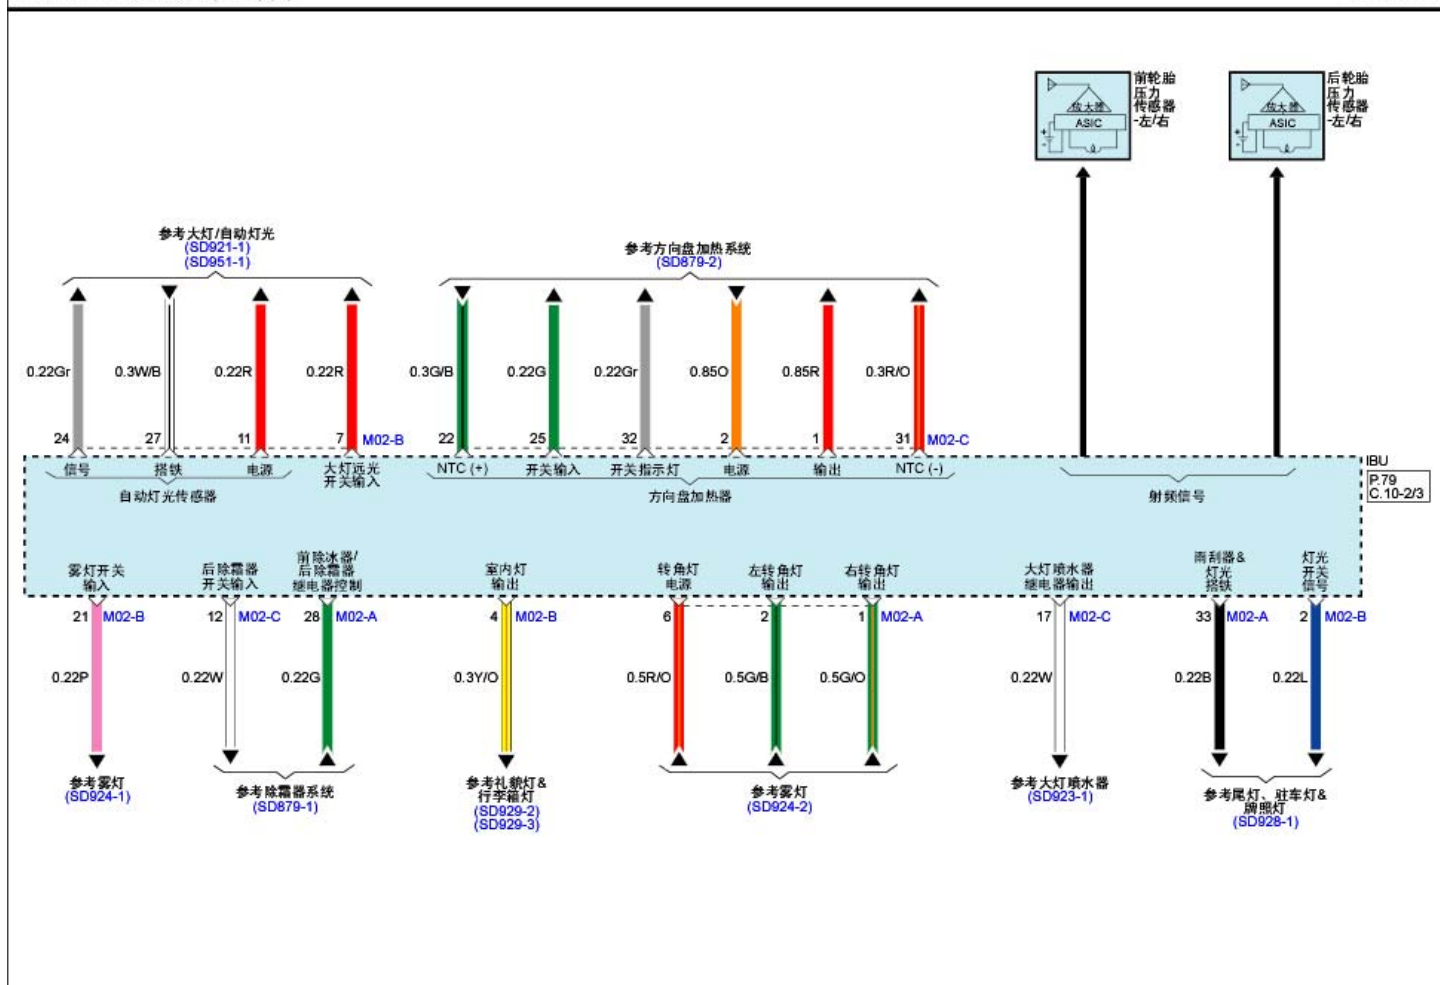 前轮胎
压力
传感器
-左/右
放大器
ASIC
+
-
后轮胎
压力
传感器
-左/右
放大器
ASIC
+
-
参考大灯/自动灯光
(SD921-1)
(SD951-1)
参考方向盘加热系统
(SD879-2)
0.22Gr
0.3W/B
0.22R
0.22R
0.3G/B
0.22G
0.22Gr
0.85O
0.85R
0.3R/O
24
27
11
7
M02-B
22
25
32
2
1
31
M02-C
信号
搭铁
电源
大灯远光
开关输入
NTC (+)
开关输入
开关指示灯
电源
输出
NTC (-)
自动灯光传感器
方向盘加热器
射频信号
IBU
P.79
C.10-2/3
雾灯开关
输入
后除霜器
开关输入
前除冰器/
后除霜器
继电器控制
室内灯
输出
转角灯
电源
左转角灯
输出
右转角灯
输出
大灯喷水器
继电器输出
雨刮器&
灯光
搭铁
灯光
开关
信号
21
M02-B
12
M02-C
28
M02-A
4
M02-B
6
2
1
M02-A
17
M02-C
33
M02-A
2
M02-B
0.22P
0.22W
0.22G
0.3Y/O
0.5R/O
0.5G/B
0.5G/O
0.22W
0.22B
0.22L
参考雾灯
(SD924-1)
参考除霜器系统
(SD879-1)
参考礼貌灯&
行李箱灯
(SD929-2)
(SD929-3)
参考雾灯
(SD924-2)
参考大灯喷水器
(SD923-1)
参考尾灯、驻车灯&
牌照灯
(SD928-1)